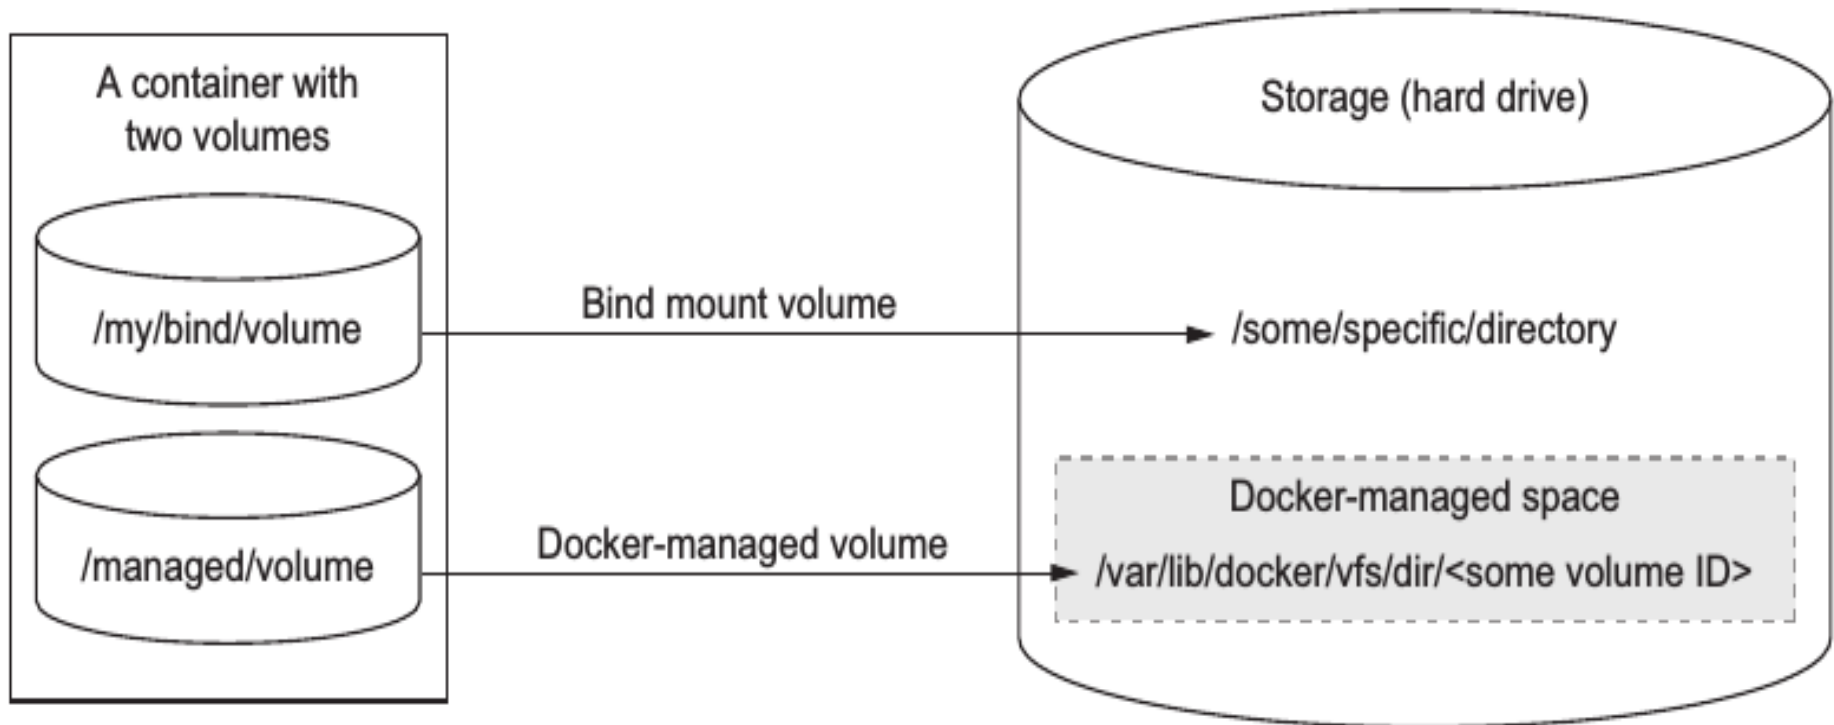 A container with
two volumes
/my/bind/volume
/managed/volume
Bind mount volume
Docker-managed volume
Storage (hard drive)
/some/specific/directory
Docker-managed space
/var/lib/docker/vfs/dir/<some volume ID>